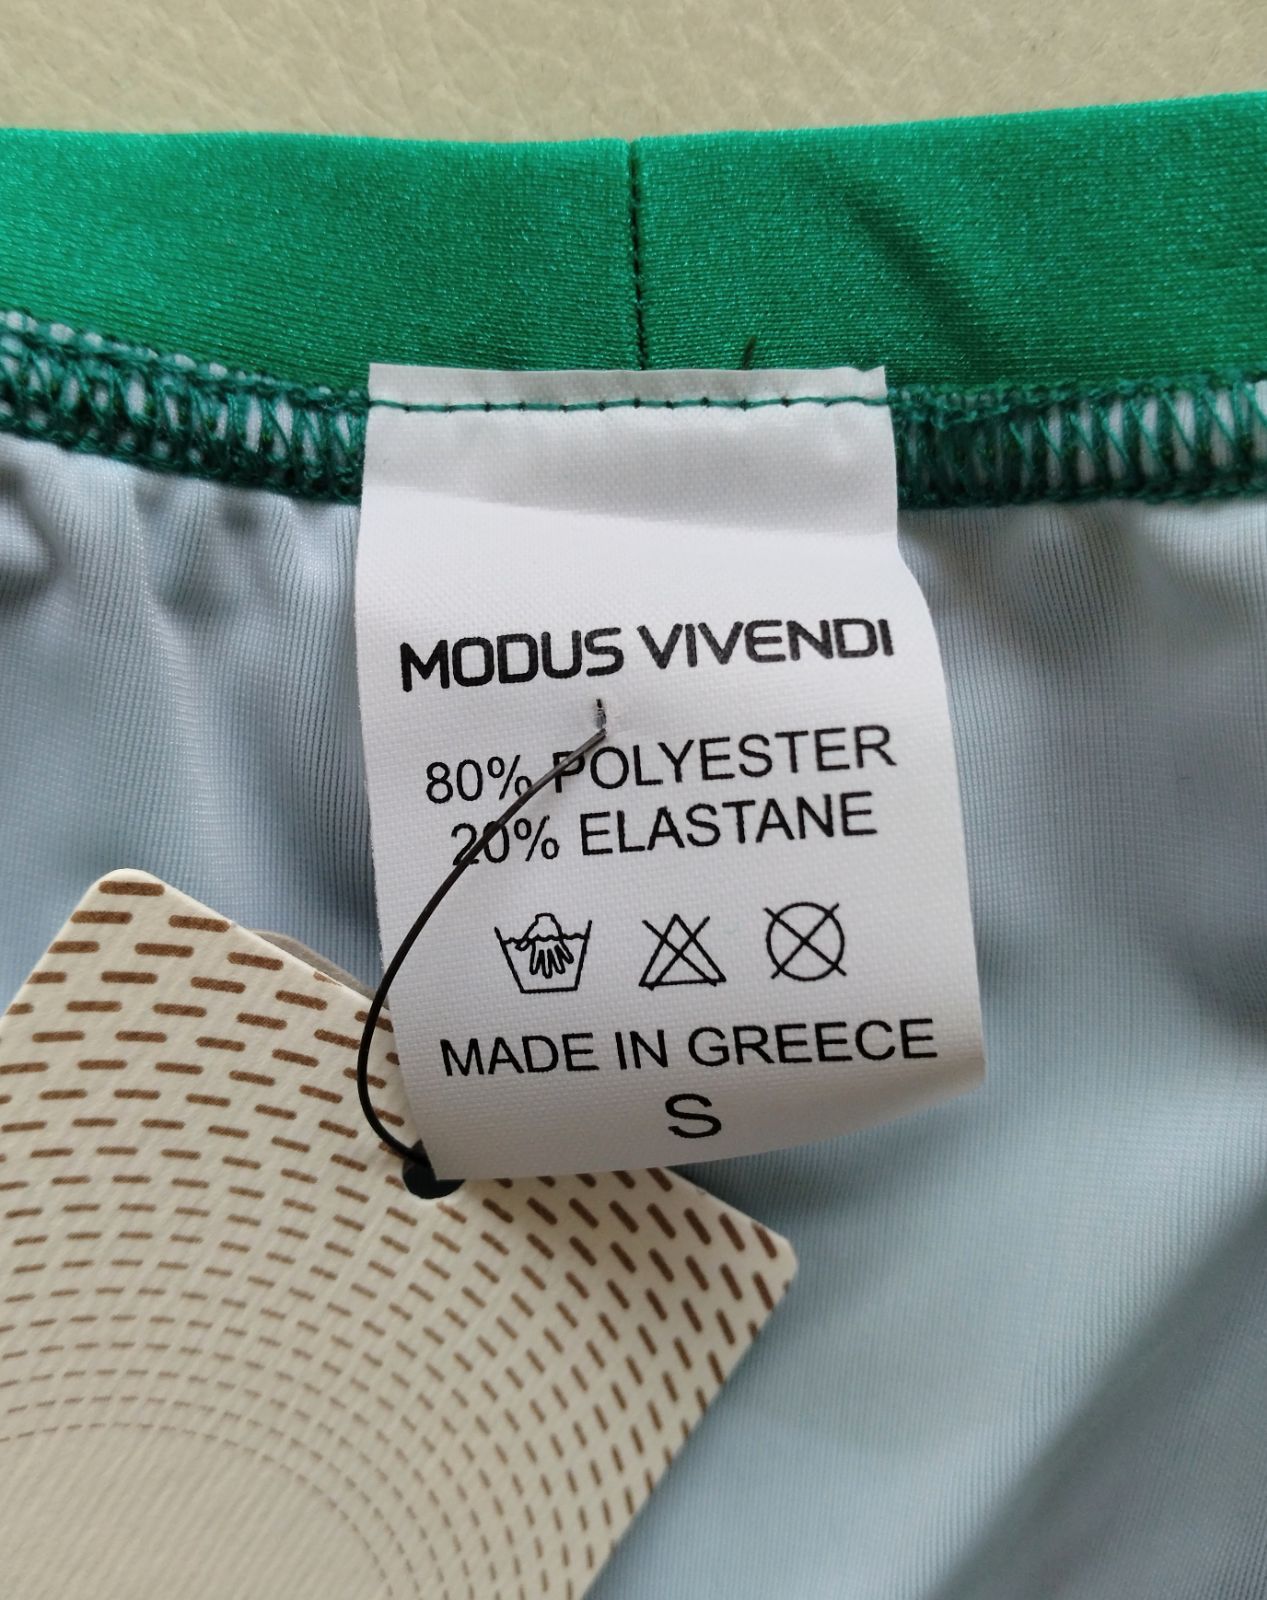 MODUS VIVENDI
80% POLYESTER
20% ELASTANE
MADE IN GREECE
S